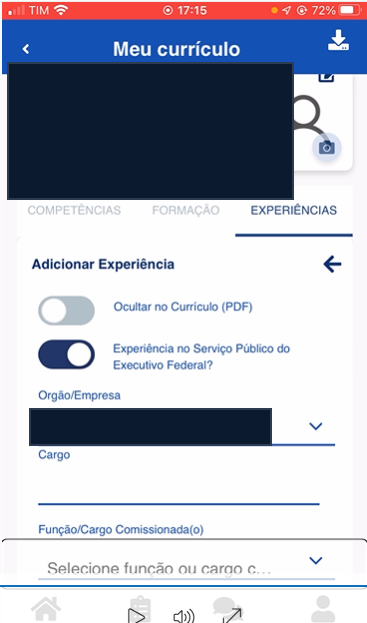 TIM 17:15 72%
Meu currículo
COMPETÊNCIAS FORMAÇÃO EXPERIÊNCIAS
Adicionar Experiência
Ocultar no Currículo (PDF)
Experiência no Serviço Público do
Executivo Federal?
Orgão/Empresa
Cargo
Função/Cargo Comissionada(o)
Selecione função ou cargo c...